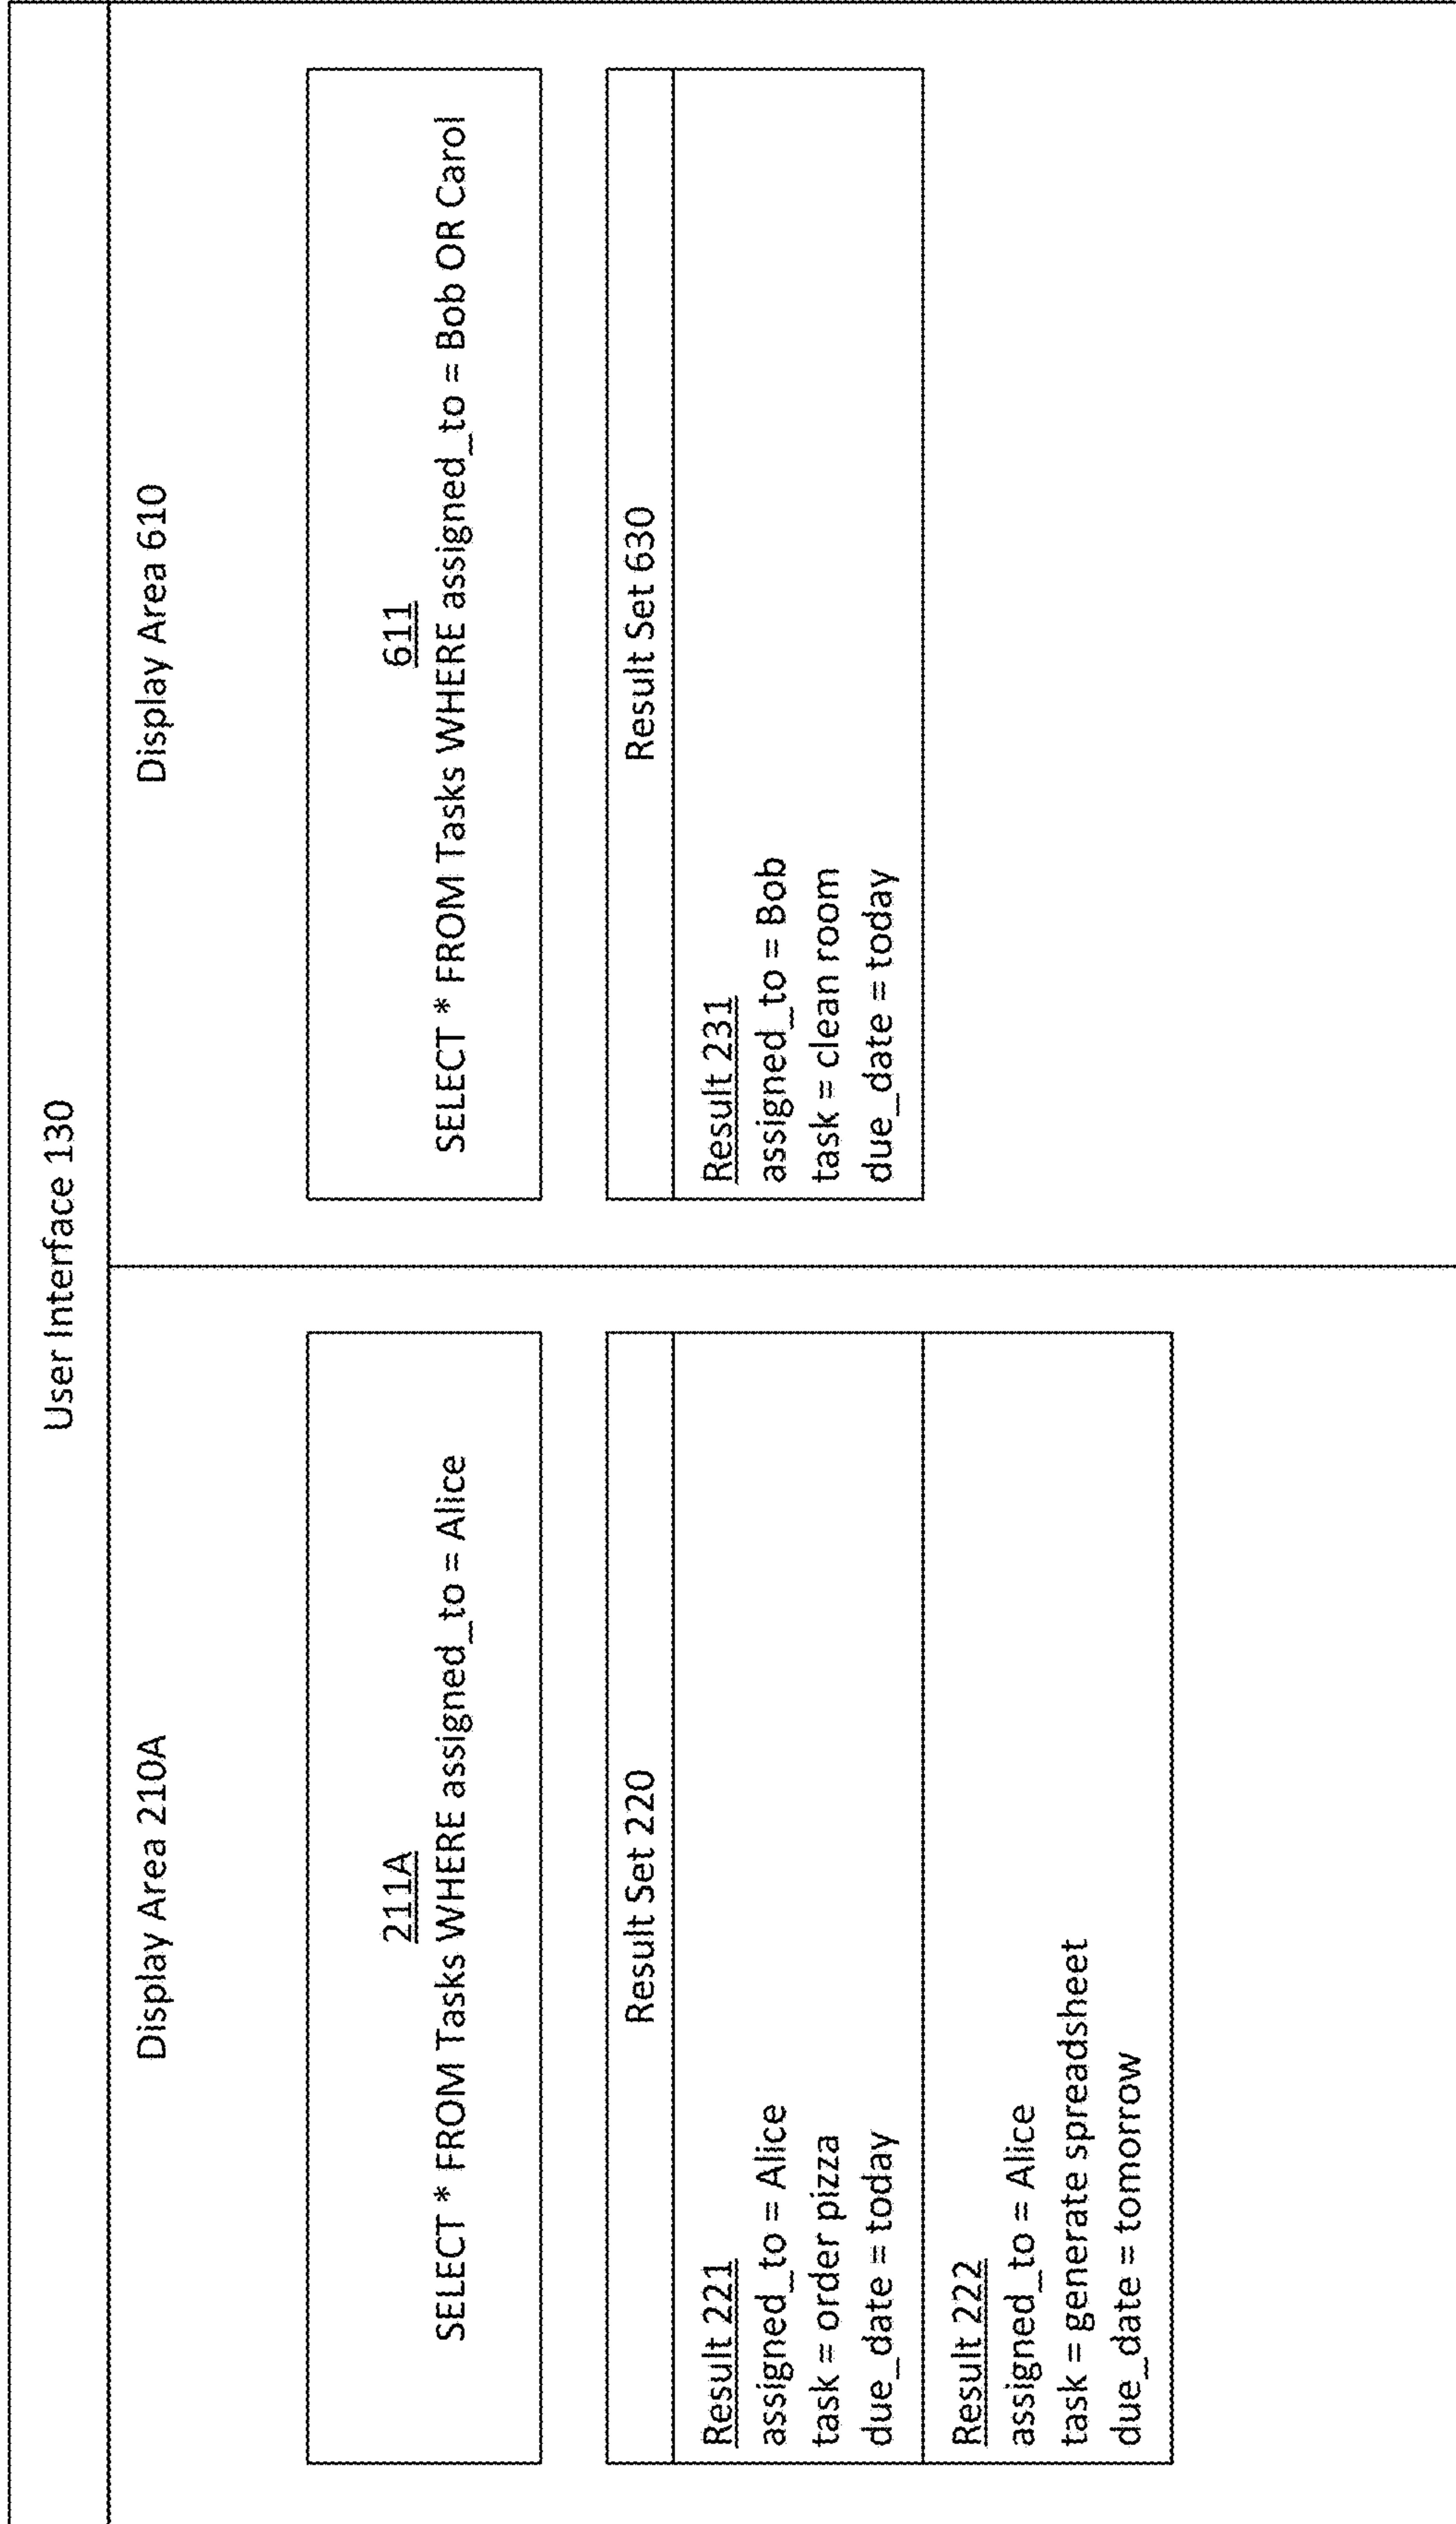 User Interface 130
Display Area 210A
211A
SELECT * FROM Tasks WHERE assigned_to = Alice
Result Set 220
Result 221
assigned_to = Alice
task = order pizza
due_date = today
Result 222
assigned_to = Alice
task = generate spreadsheet
due_date = tomorrow
Display Area 610
611
SELECT * FROM Tasks WHERE assigned_to = Bob OR Carol
Result Set 630
Result 231
assigned_to = Bob
task = clean room
due_date = today